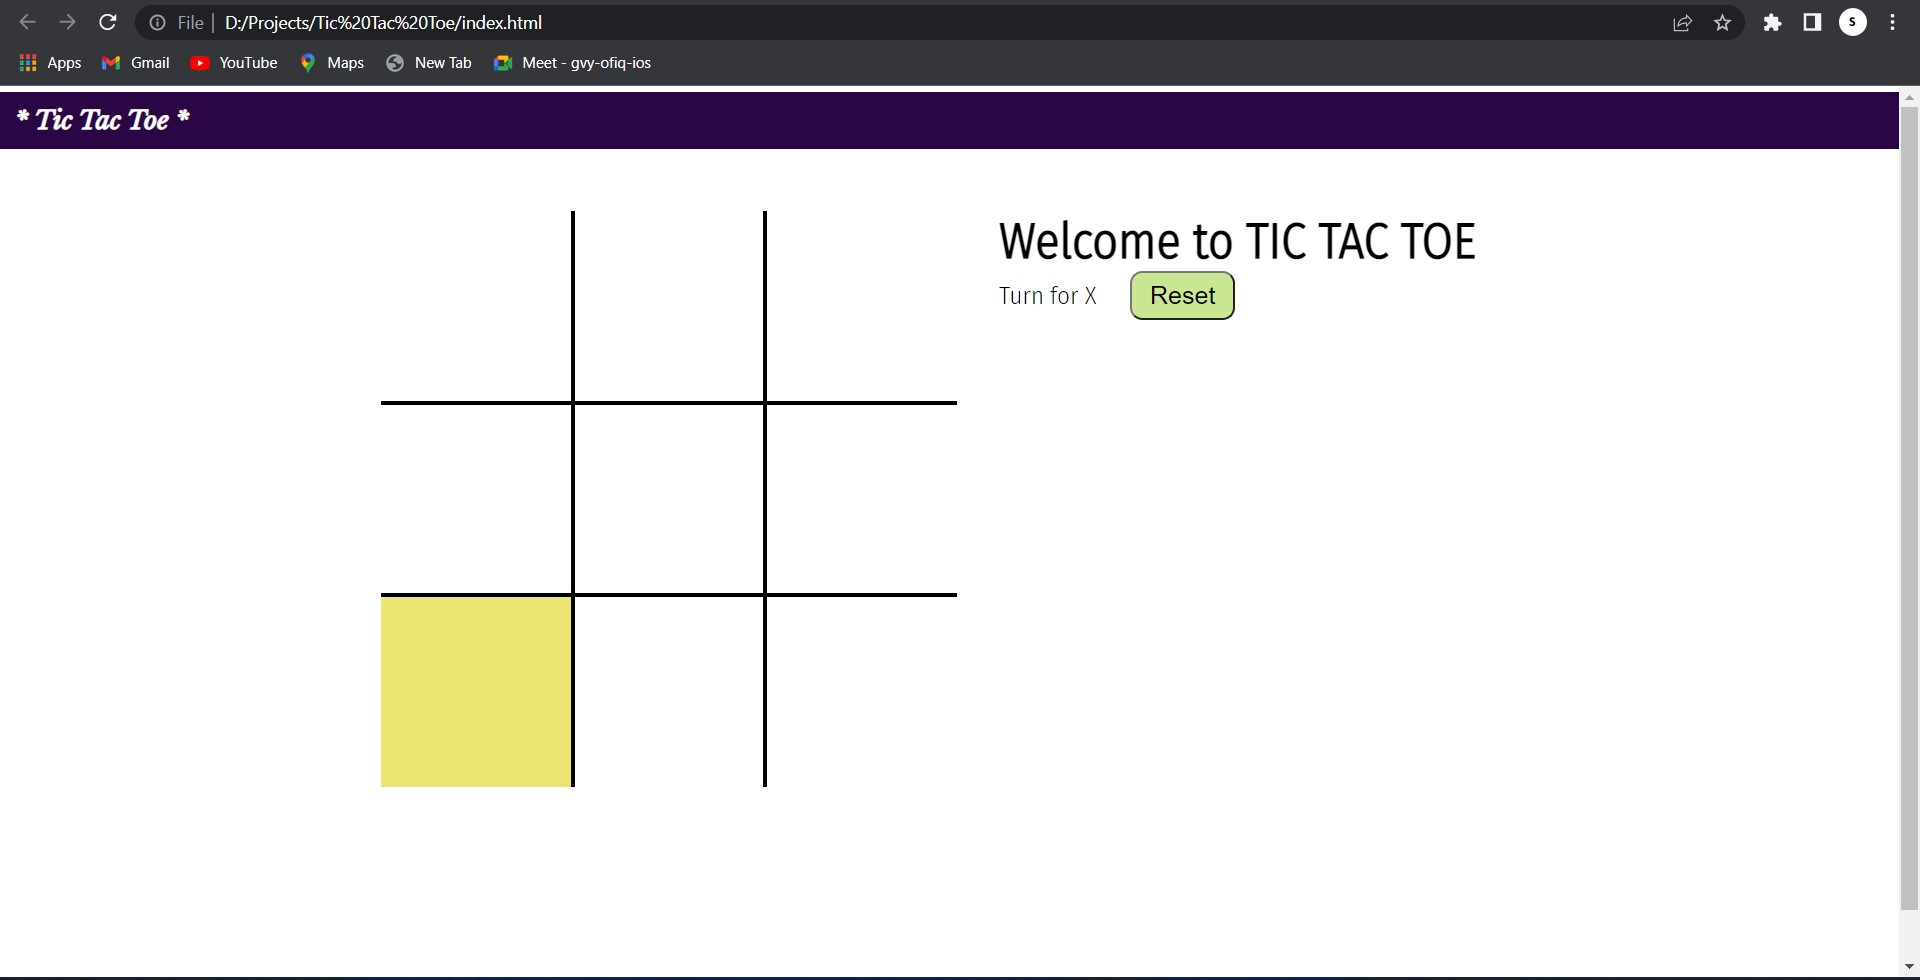 File | D:/Projects/Tic%20Tac%20Toe/index.html
S
Apps Gmail YouTube Maps New Tab Meet - gvy-ofiq-ios
* Tic Tac Toe *
Welcome to TIC TAC TOE
Turn for X Reset